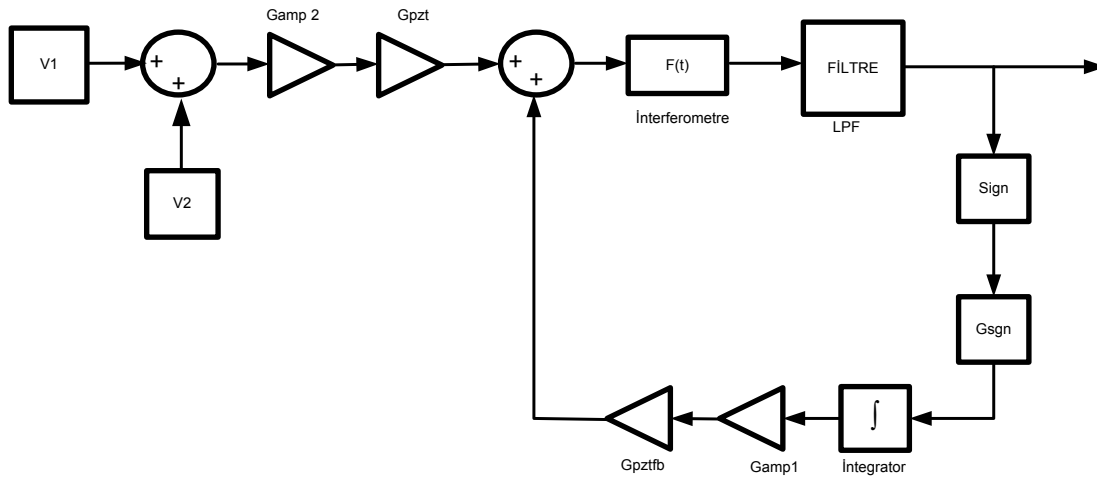 Gamp 2
Gpzt
V1
+
+
+
+
F(t)
FİLTRE
İnterferometre
LPF
V2
Sign
Gsgn
∫
Gpztfb
Gamp1
İntegrator